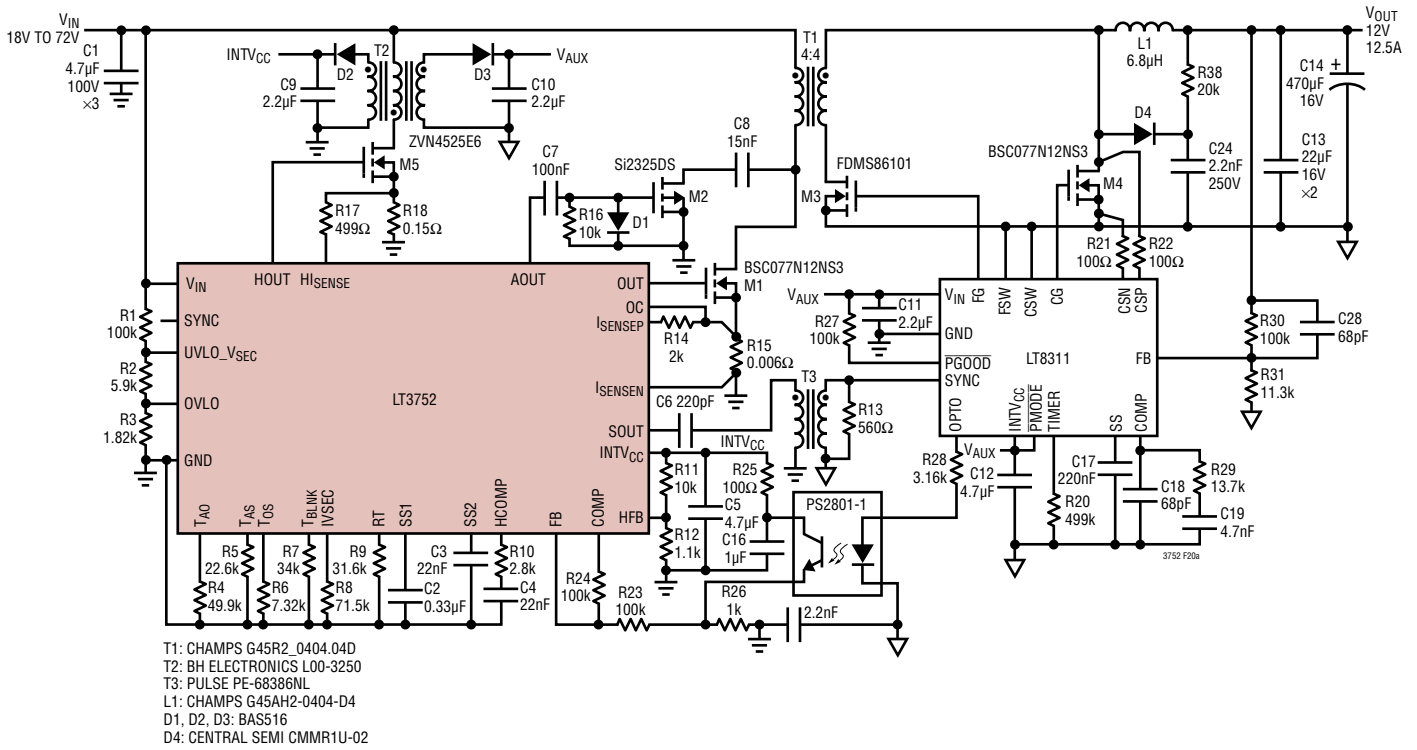 VIN
18V TO 72V
C1
4.7µF
100V
×3
INTVCC
D2
T2
D3
VAUX
C9
2.2µF
C10
2.2µF
ZVN4525E6
M5
R17
499Ω
R18
0.15Ω
C7
100nF
R16
10k
D1
Si2325DS
M2
C8
15nF
T1
4:4
FDMS86101
M3
BSC077N12NS3
M1
L1
6.8µH
VOUT
12V
12.5A
R38
20k
D4
C14
470µF
16V
+
C24
2.2nF
250V
C13
22µF
16V
×2
BSC077N12NS3
M4
R21
100Ω
R22
100Ω
VIN
HOUT
HISENSE
AOUT
OUT
OC
ISENSEP
ISENSEN
SYNC
UVLO_VSEC
OVLO
GND
LT3752
SOUT
INTVCC
HFB
TAO
TAS
TOS
TBLNK
IVSEC
RT
SS1
SS2
HCOMP
FB
COMP
R1
100k
R2
5.9k
R3
1.82k
R14
2k
R15
0.006Ω
C6 220pF
T3
R13
560Ω
INTVCC
R11
10k
R12
1.1k
C5
4.7µF
R25
100Ω
C16
1µF
PS2801-1
R4
49.9k
R5
22.6k
R6
7.32k
R7
34k
R8
71.5k
R9
31.6k
C2
0.33µF
C3
22nF
R10
2.8k
C4
22nF
R24
100k
R23
100k
R26
1k
2.2nF
VAUX
R27
100k
C11
2.2µF
VIN
GND
PGOOD
SYNC
FG
FSW
CSW
CG
CSN
CSP
LT8311
FB
OPTO
INTVCC
PMODE
TIMER
SS
COMP
R30
100k
C28
68pF
R31
11.3k
R28
3.16k
VAUX
C12
4.7µF
R20
499k
C17
220nF
C18
68pF
R29
13.7k
C19
4.7nF
3752 F20a
T1: CHAMPS G45R2_0404.04D
T2: BH ELECTRONICS L00-3250
T3: PULSE PE-68386NL
L1: CHAMPS G45AH2-0404-D4
D1, D2, D3: BAS516
D4: CENTRAL SEMI CMMR1U-02